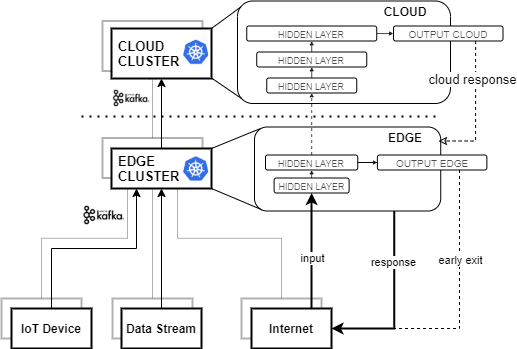 CLOUD
HIDDEN LAYER
OUTPUT CLOUD
CLOUD
CLUSTER
HIDDEN LAYER
HIDDEN LAYER
cloud response
kafka.
EDGE
EDGE
CLUSTER
HIDDEN LAYER
OUTPUT EDGE
HIDDEN LAYER
kafka.
input
response
early exit
IoT Device
Data Stream
Internet